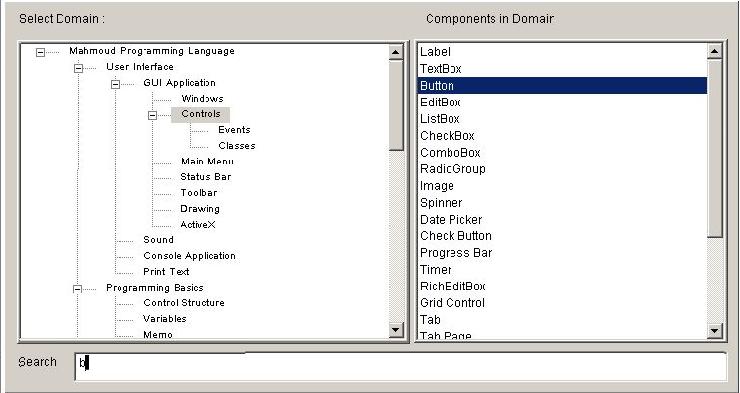 Select Domain :
Mahmoud Programming Language
User Interface
GUI Application
Windows
Controls
Events
Classes
Main Menu
Status Bar
Toolbar
Drawing
ActiveX
Sound
Console Application
Print Text
Programming Basics
Control Structure
Variables
Memo
Components in Domair
Label
TextBox
Button
EditBox
ListBox
CheckBox
ComboBox
RadicGroup
Image
Spinner
Date Picker
Check Button
Progress Bar
Timer
RichEditBox
Grid Control
Tab
Tab Page
Search
b